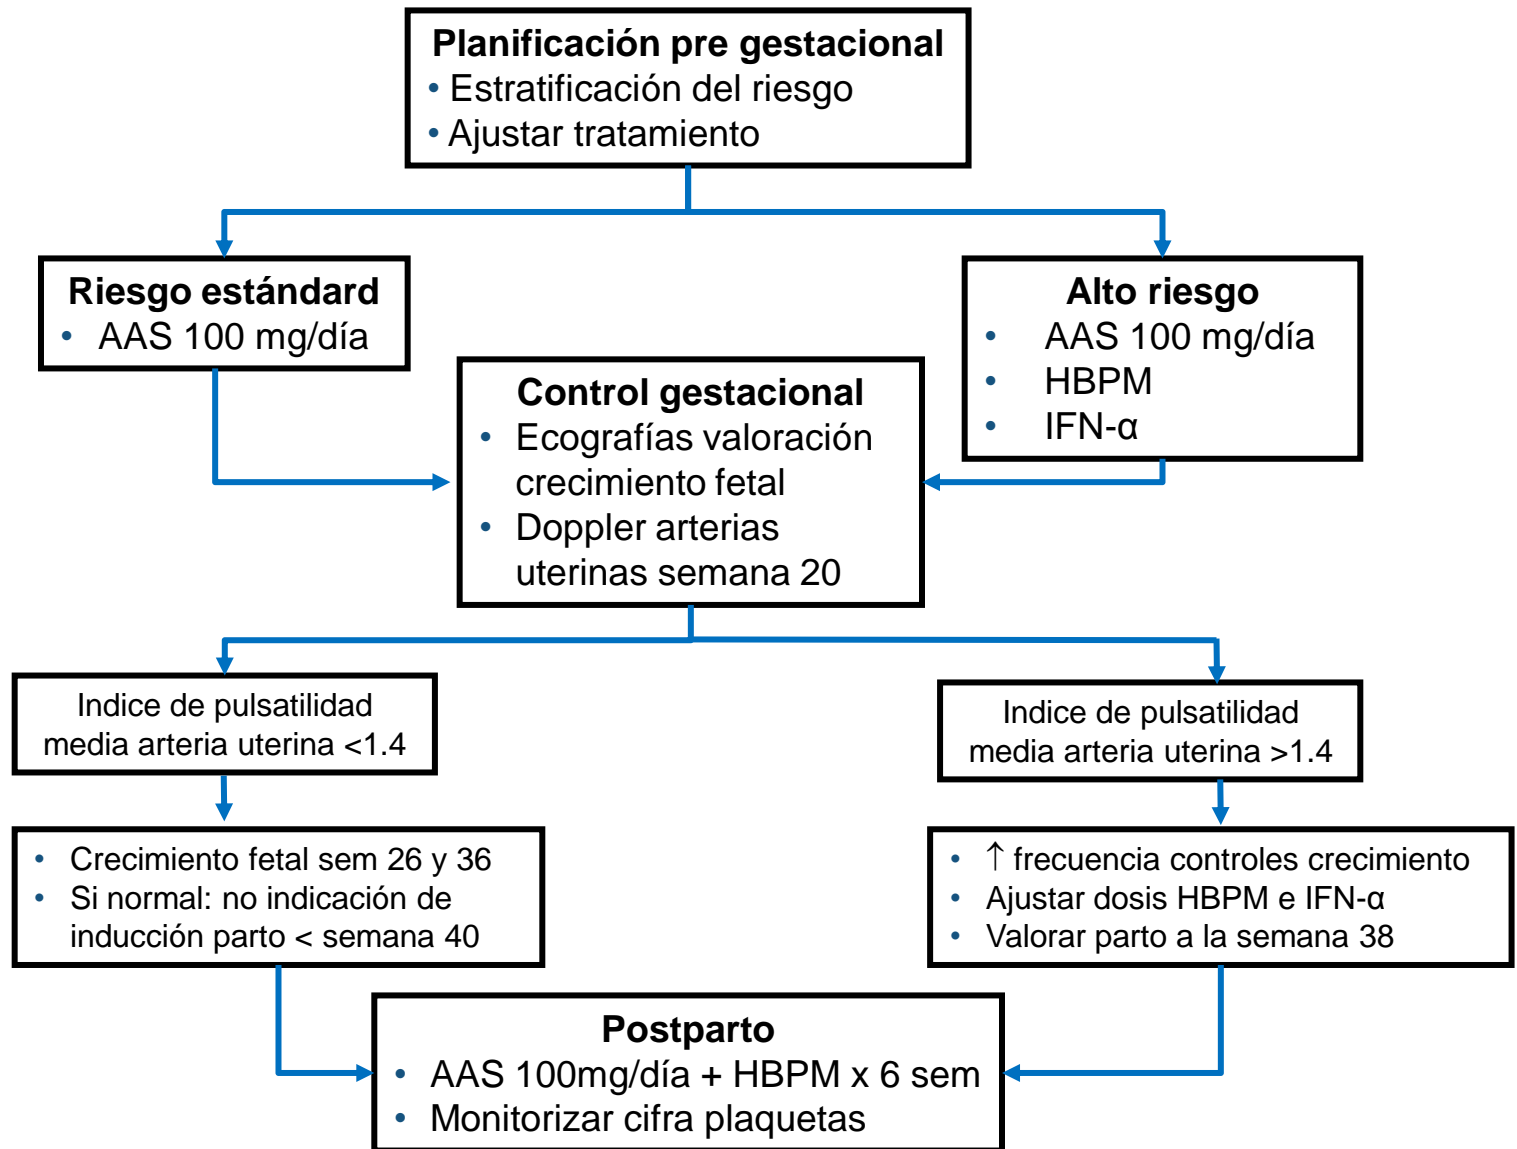 Planificación pre gestacional
• Estratificación del riesgo
• Ajustar tratamiento
Riesgo estándard
• AAS 100 mg/día
Alto riesgo
• AAS 100 mg/día
• HBPM
• IFN-α
Control gestacional
• Ecografías valoración
crecimiento fetal
• Doppler arterias
uterinas semana 20
Indice de pulsatilidad
media arteria uterina <1.4
Indice de pulsatilidad
media arteria uterina >1.4
• Crecimiento fetal sem 26 y 36
• Si normal: no indicación de
inducción parto < semana 40
• ↑ frecuencia controles crecimiento
• Ajustar dosis HBPM e IFN-α
• Valorar parto a la semana 38
Postparto
• AAS 100mg/día + HBPM x 6 sem
• Monitorizar cifra plaquetas